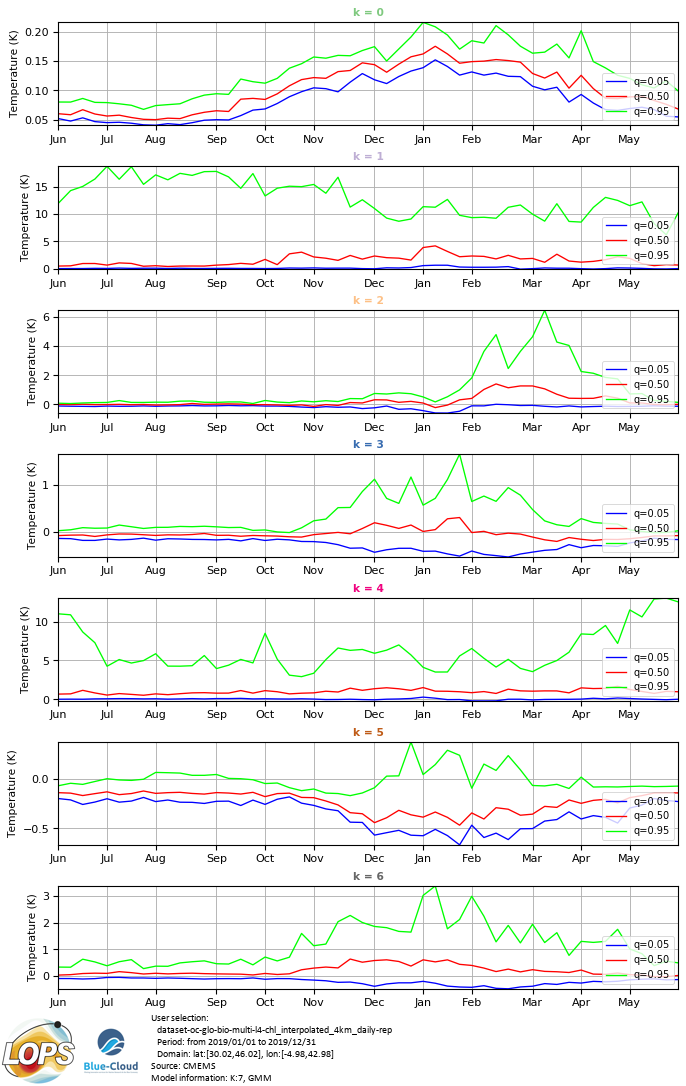 k = 0
Temperature (K)
0.20
0.15
0.10
0.05
q=0.05
q=0.50
q=0.95
Jun Jul Aug Sep Oct Nov Dec Jan Feb Mar Apr May
k = 1
Temperature (K)
15
10
5
0
q=0.05
q=0.50
q=0.95
Jun Jul Aug Sep Oct Nov Dec Jan Feb Mar Apr May
k = 2
Temperature (K)
6
4
2
0
q=0.05
q=0.50
q=0.95
Jun Jul Aug Sep Oct Nov Dec Jan Feb Mar Apr May
k = 3
Temperature (K)
1
0
q=0.05
q=0.50
q=0.95
Jun Jul Aug Sep Oct Nov Dec Jan Feb Mar Apr May
k = 4
Temperature (K)
10
5
0
q=0.05
q=0.50
q=0.95
Jun Jul Aug Sep Oct Nov Dec Jan Feb Mar Apr May
k = 5
Temperature (K)
0.0
−0.5
q=0.05
q=0.50
q=0.95
Jun Jul Aug Sep Oct Nov Dec Jan Feb Mar Apr May
k = 6
Temperature (K)
3
2
1
0
q=0.05
q=0.50
q=0.95
Jun Jul Aug Sep Oct Nov Dec Jan Feb Mar Apr May
LOPS
Blue-Cloud
User selection:
dataset-oc-glo-bio-multi-l4-chl_interpolated_4km_daily-rep
Period: from 2019/01/01 to 2019/12/31
Domain: lat:[30.02,46.02], lon:[-4.98,42.98]
Source: CMEMS
Model information: K:7, GMM